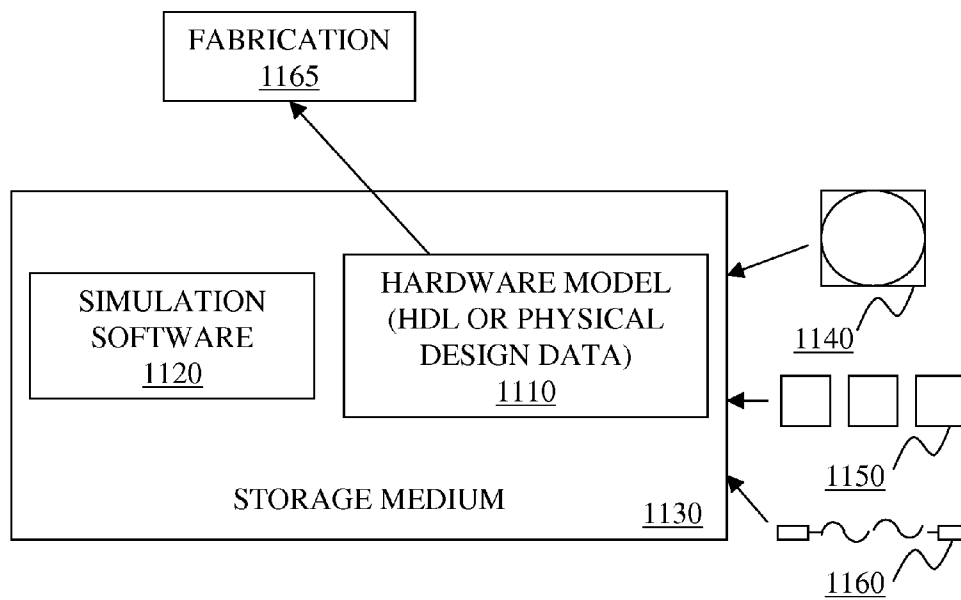 FABRICATION
1165
SIMULATION
SOFTWARE
1120
HARDWARE MODEL
(HDL OR PHYSICAL
DESIGN DATA)
1110
STORAGE MEDIUM
1130
1140
1150
1160